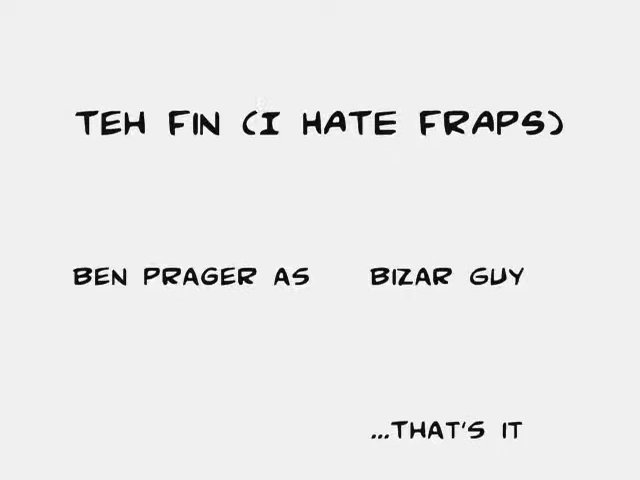 TEH FIN (I HATE FRAPS)
BEN PRAGER AS BIZAR GUY
...THAT'S IT